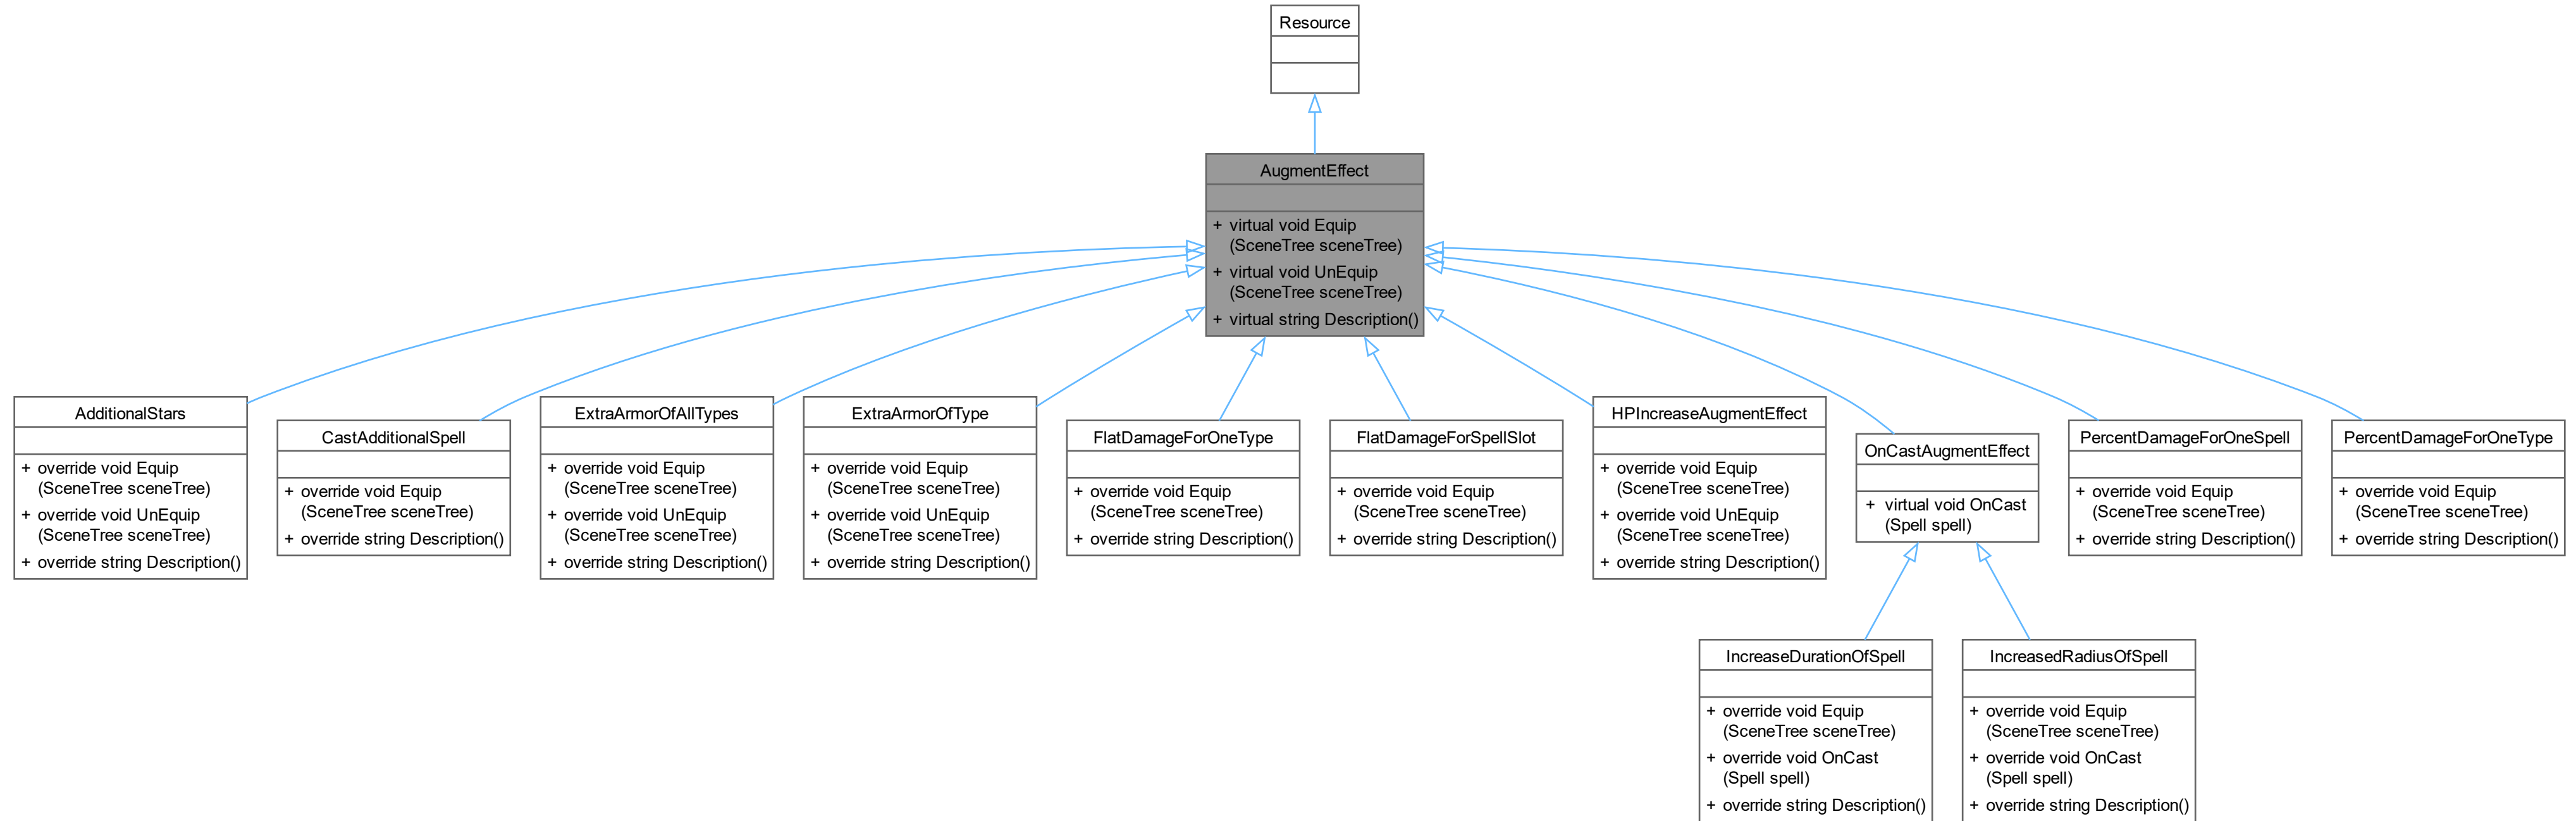 Resource
AugmentEffect
+ virtual void Equip
(SceneTree sceneTree)
+ virtual void UnEquip
(SceneTree sceneTree)
+ virtual string Description()
AdditionalStars
+ override void Equip
(SceneTree sceneTree)
+ override void UnEquip
(SceneTree sceneTree)
+ override string Description()
CastAdditionalSpell
+ override void Equip
(SceneTree sceneTree)
+ override string Description()
ExtraArmorOfAllTypes
+ override void Equip
(SceneTree sceneTree)
+ override void UnEquip
(SceneTree sceneTree)
+ override string Description()
ExtraArmorOfType
+ override void Equip
(SceneTree sceneTree)
+ override void UnEquip
(SceneTree sceneTree)
+ override string Description()
FlatDamageForOneType
+ override void Equip
(SceneTree sceneTree)
+ override string Description()
FlatDamageForSpellSlot
+ override void Equip
(SceneTree sceneTree)
+ override string Description()
HPIncreaseAugmentEffect
+ override void Equip
(SceneTree sceneTree)
+ override void UnEquip
(SceneTree sceneTree)
+ override string Description()
OnCastAugmentEffect
+ virtual void OnCast
(Spell spell)
PercentDamageForOneSpell
+ override void Equip
(SceneTree sceneTree)
+ override string Description()
PercentDamageForOneType
+ override void Equip
(SceneTree sceneTree)
+ override string Description()
IncreaseDurationOfSpell
+ override void Equip
(SceneTree sceneTree)
+ override void OnCast
(Spell spell)
+ override string Description()
IncreasedRadiusOfSpell
+ override void Equip
(SceneTree sceneTree)
+ override void OnCast
(Spell spell)
+ override string Description()